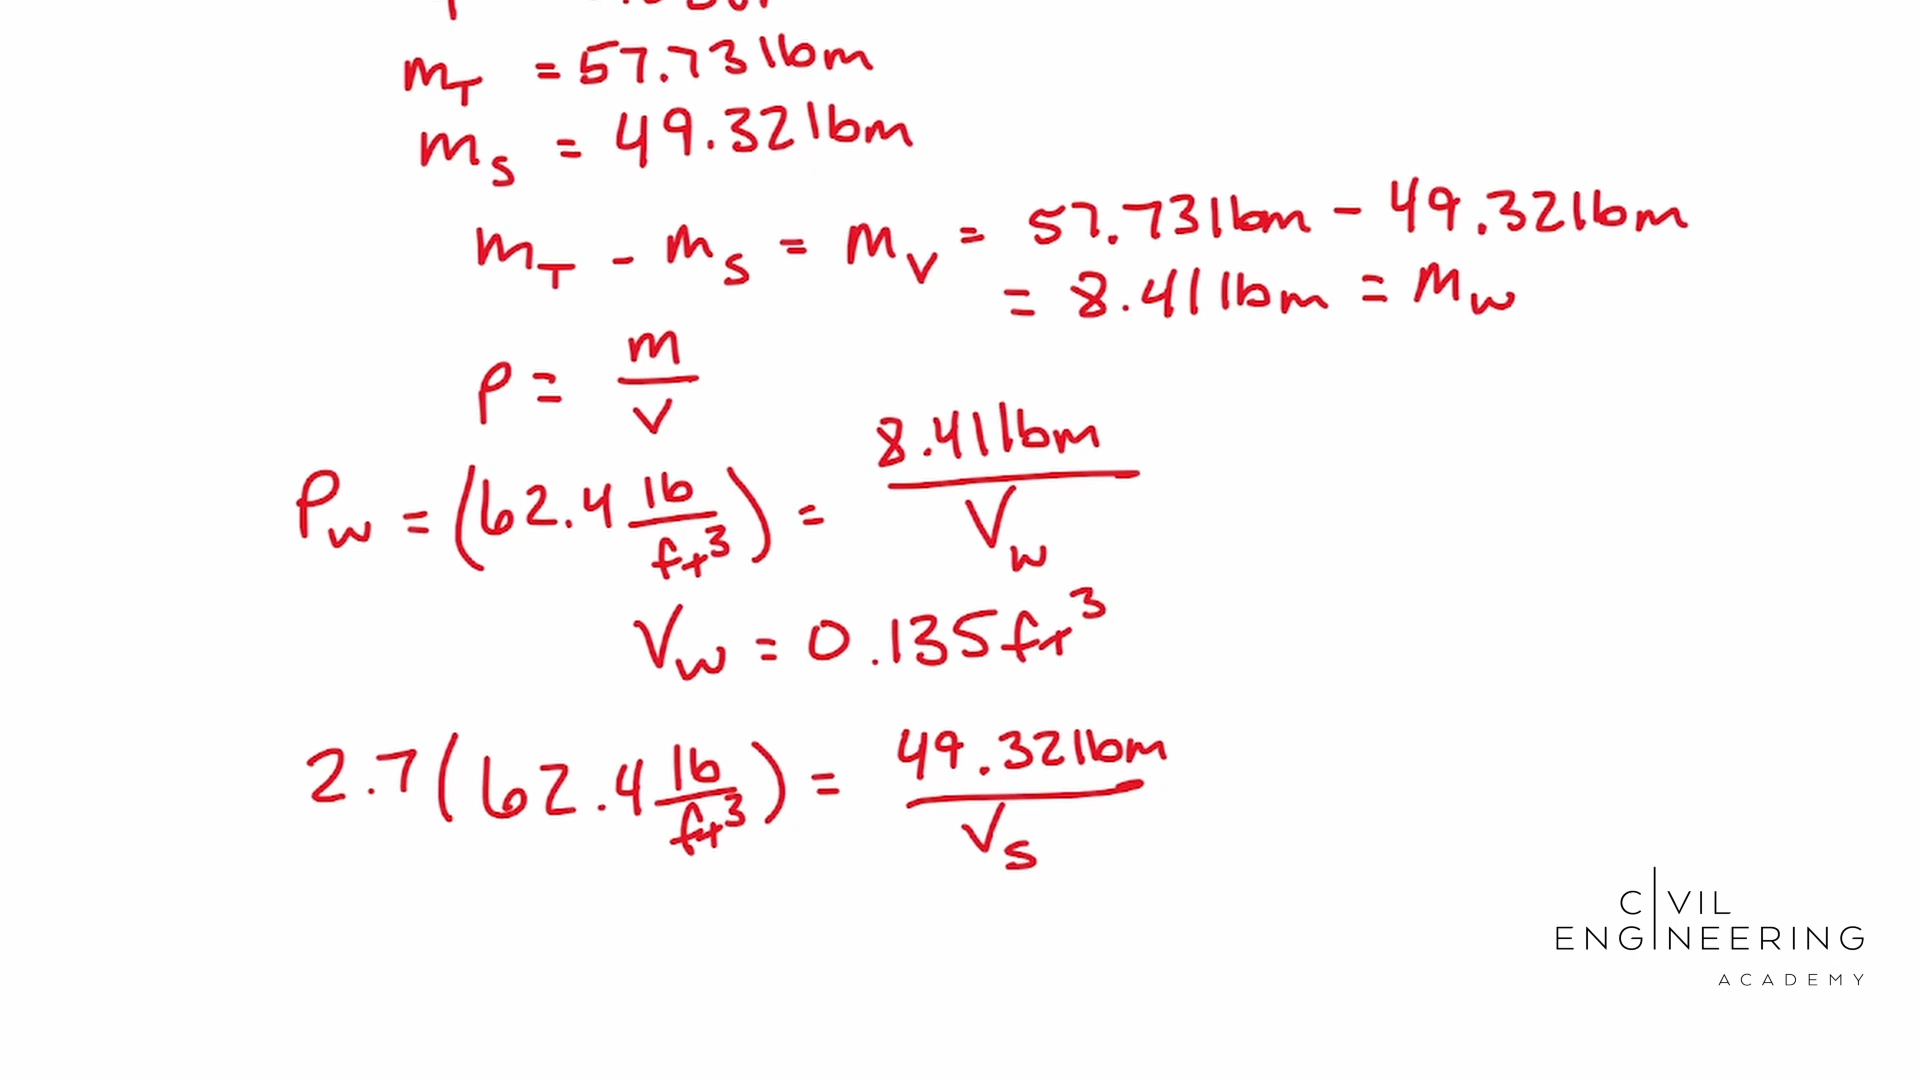 m_T = 57.73 lbm
m_s = 49.32 lbm
m_T - m_s = m_v = 57.73 lbm - 49.32 lbm
= 8.41 lbm = m_w
ρ = m/v
ρ_w = (62.4 lb/ft³) = 8.41 lbm/V_w
V_w = 0.135 ft³
2.7(62.4 lb/ft³) = 49.32 lbm/V_s
CIVIL
ENGINEERING
ACADEMY